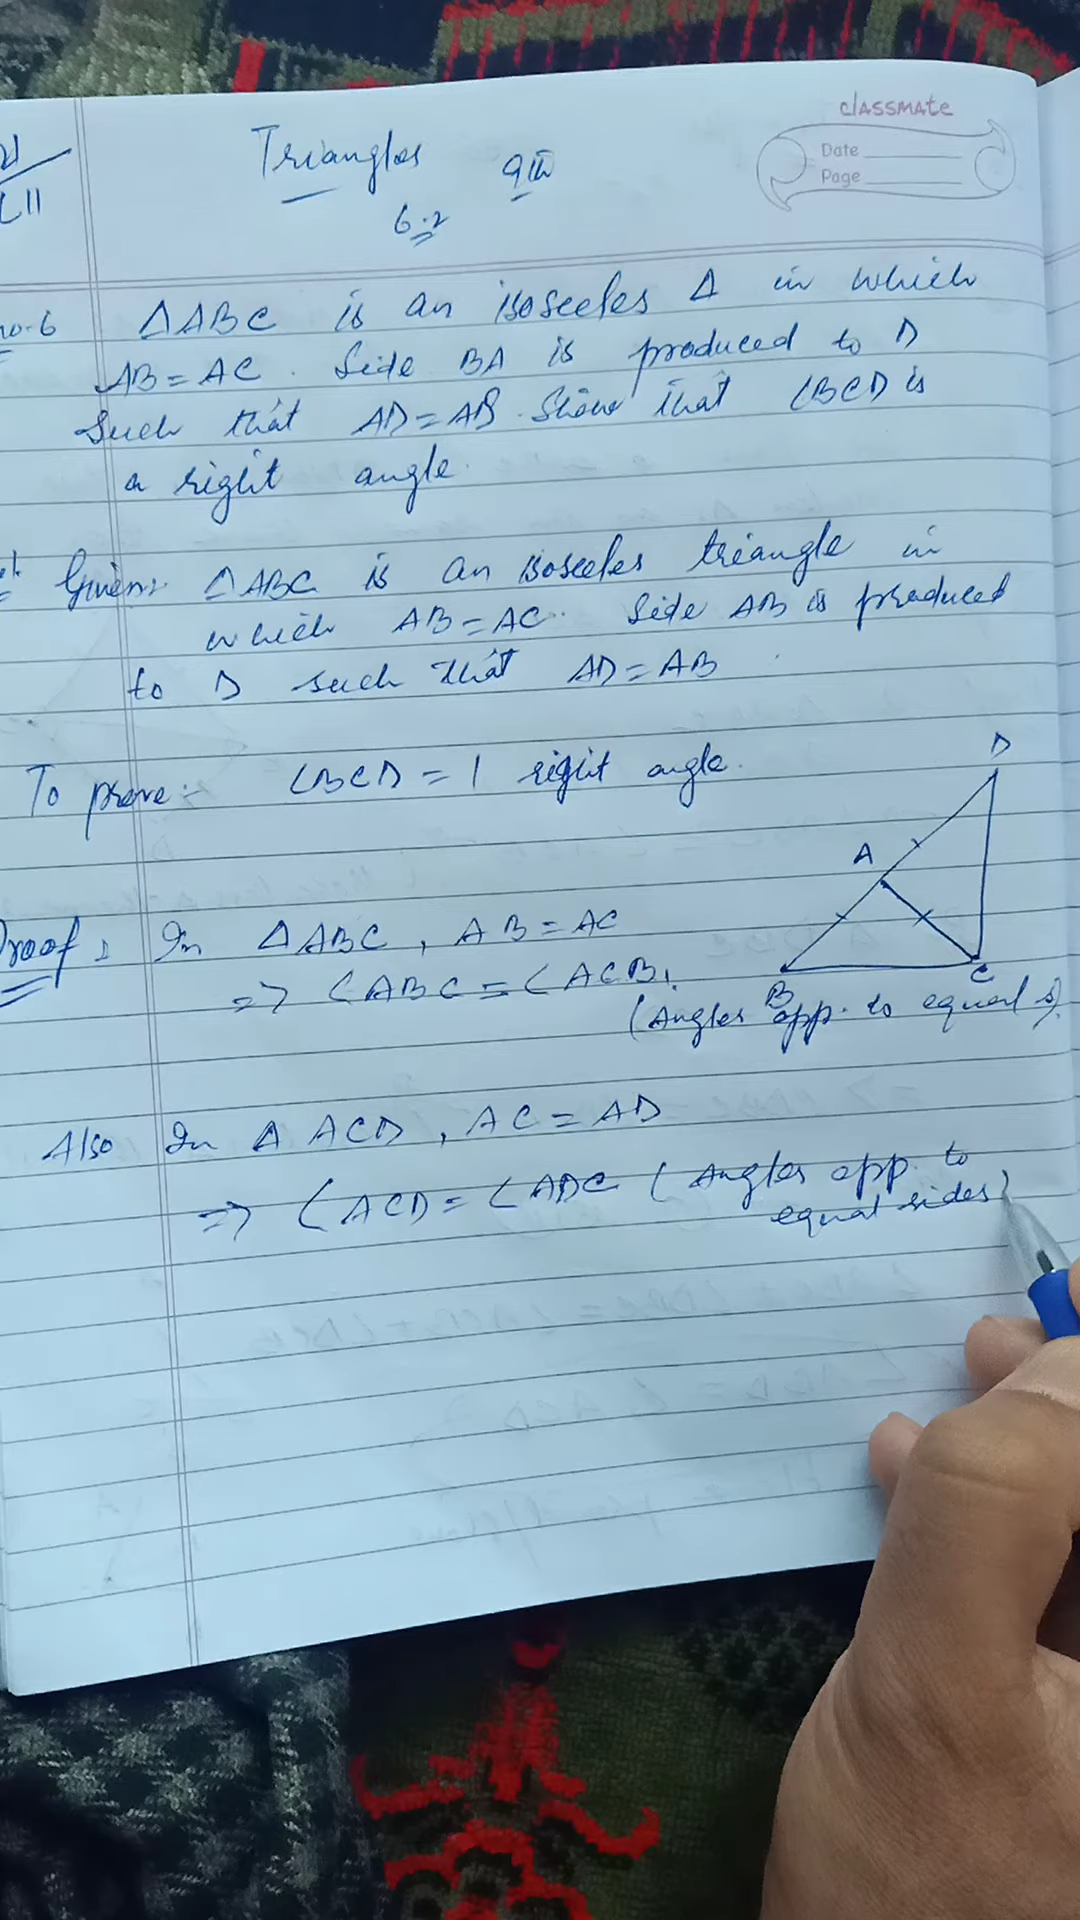 classmate
Date
Page
Triangles 9th
6.2
no-6 △ABC is an isosceles △ in which
AB = AC. Side BA is produced to D
such that AD = AB. Show that ∠BCD is
a right angle.
Given:- △ABC is an isosceles triangle in
which AB = AC. Side AB is produced
to D such that AD = AB
To prove:- ∠BCD = 1 right angle.
D
A
B
C
Proof: In △ABC, AB = AC
=> ∠ABC = ∠ACB.
(Angles opp. to equal s).
Also In △ ACD, AC = AD
=> ∠ACD = ∠ADC (Angles opp. to
equal sides)